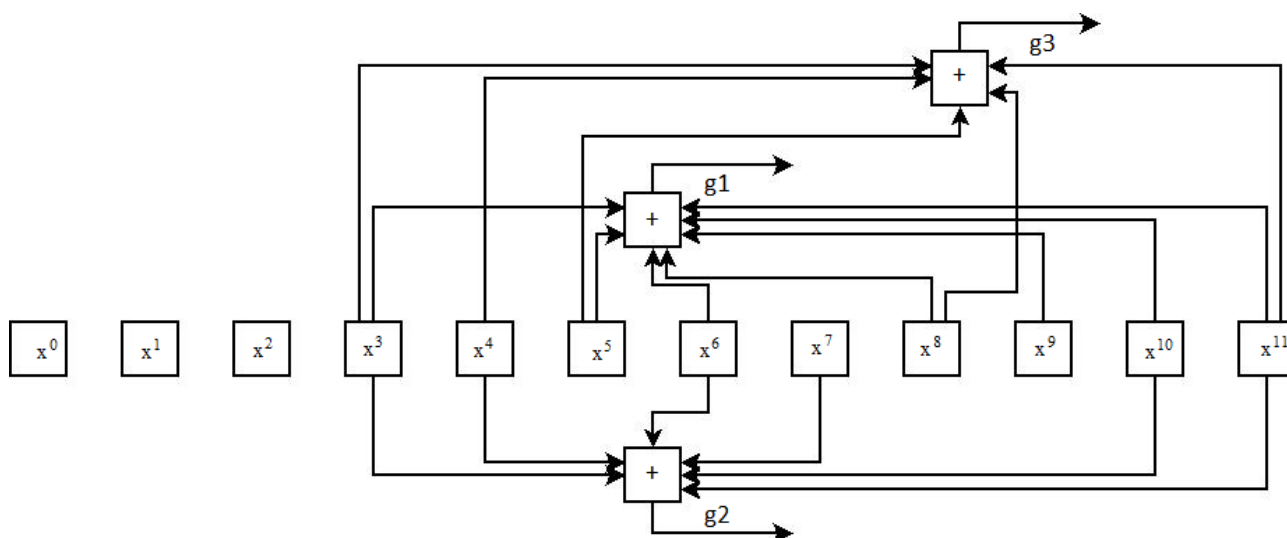 g3
+
g1
+
x⁰ x¹ x² x³ x⁴ x⁵ x⁶ x⁷ x⁸ x⁹ x¹⁰ x¹¹
+
g2